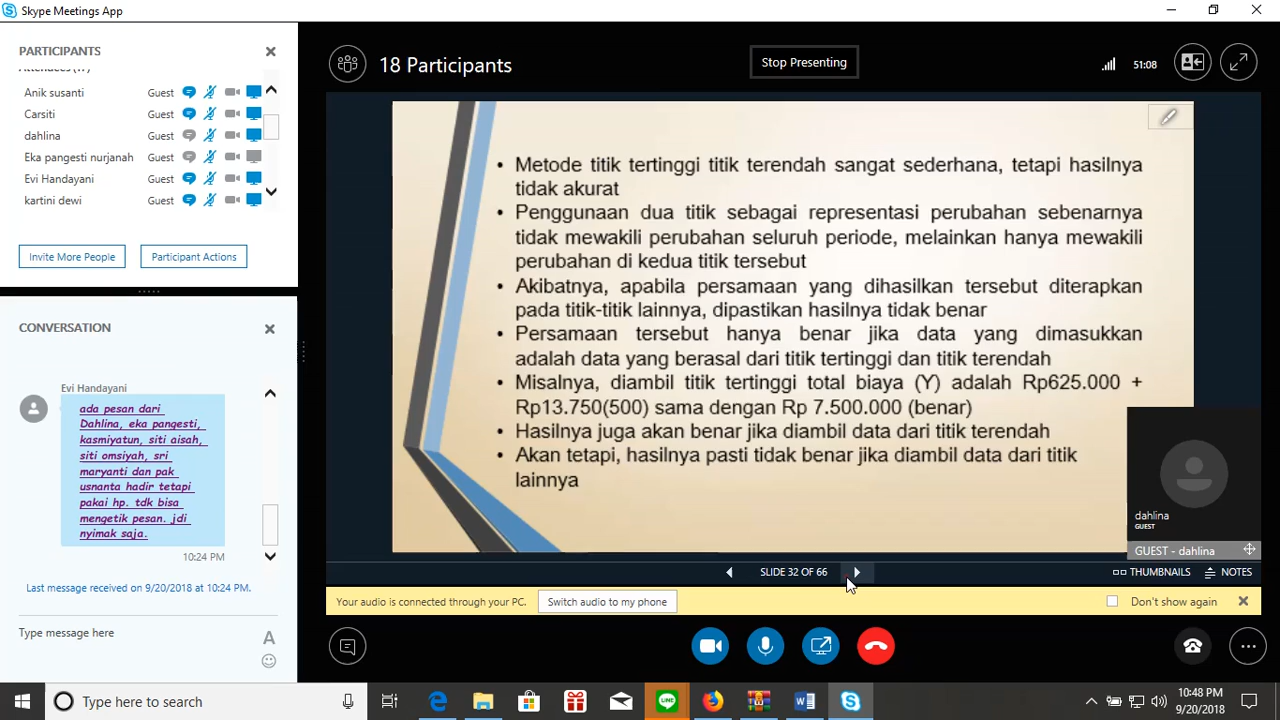 Skype Meetings App
PARTICIPANTS
Anik susanti Guest
Carsiti Guest
dahlina Guest
Eka pangesti nurjanah Guest
Evi Handayani Guest
kartini dewi Guest
Invite More People
Participant Actions
CONVERSATION
Evi Handayani
ada pesan dari
Dahlina, eka pangesti,
kasmiyatun, siti aisah,
siti omsiyah, sri
maryanti dan pak
usnanta hadir tetapi
pakai hp. tdk bisa
mengetik pesan. jdi
nyimak saja.
10:24 PM
Last message received on 9/20/2018 at 10:24 PM.
Type message here
A
18 Participants
Stop Presenting
51:08
• Metode titik tertinggi titik terendah sangat sederhana, tetapi hasilnya
tidak akurat
• Penggunaan dua titik sebagai representasi perubahan sebenarnya
tidak mewakili perubahan seluruh periode, melainkan hanya mewakili
perubahan di kedua titik tersebut
• Akibatnya, apabila persamaan yang dihasilkan tersebut diterapkan
pada titik-titik lainnya, dipastikan hasilnya tidak benar
• Persamaan tersebut hanya benar jika data yang dimasukkan
adalah data yang berasal dari titik tertinggi dan titik terendah
• Misalnya, diambil titik tertinggi total biaya (Y) adalah Rp625.000 +
Rp13.750(500) sama dengan Rp 7.500.000 (benar)
• Hasilnya juga akan benar jika diambil data dari titik terendah
• Akan tetapi, hasilnya pasti tidak benar jika diambil data dari titik
lainnya
dahlina
GUEST
GUEST - dahlina
SLIDE 32 OF 66
THUMBNAILS
NOTES
Your audio is connected through your PC.
Switch audio to my phone
Don't show again
Type here to search
10:48 PM
9/20/2018